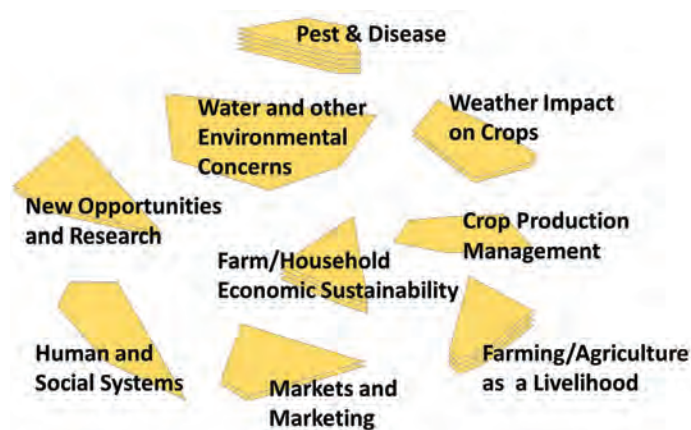 Pest & Disease
Water and other
Environmental
Concerns
Weather Impact
on Crops
New Opportunities
and Research
Crop Production
Management
Farm/Household
Economic Sustainability
Human and
Social Systems
Markets and
Marketing
Farming/Agriculture
as a Livelihood